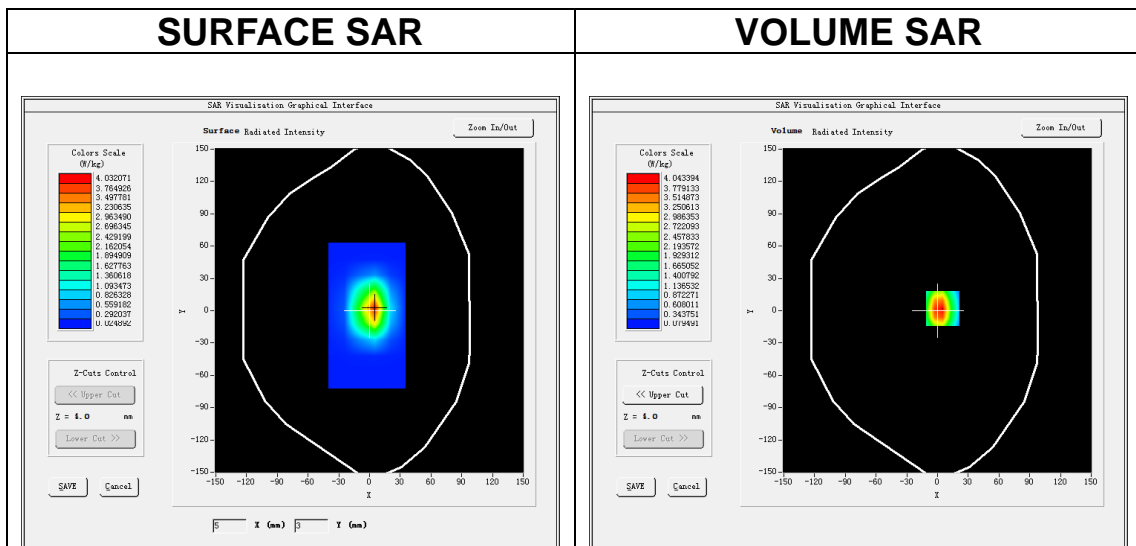 SURFACE SAR
VOLUME SAR
SAR Visualisation Graphical Interface
Surface Radiated Intensity
Zoom In/Out
Colors Scale
(W/kg)
4.032071
3.764926
3.497781
3.230635
2.963490
2.696345
2.429199
2.162054
1.894909
1.627763
1.360618
1.093473
0.826328
0.559182
0.292037
0.024892
150
120
90
60
30
0
-30
-60
-90
-120
-150
Y
-150 -120 -90 -60 -30 0 30 60 90 120 150
X
Z-Cuts Control
<< Upper Cut
Z = 4.0 mm
Lower Cut >>
SAVE Cancel
5 X (mm) 3 Y (mm)
SAR Visualisation Graphical Interface
Volume Radiated Intensity
Zoom In/Out
Colors Scale
(W/kg)
4.043394
3.779133
3.514873
3.250613
2.986353
2.722093
2.457833
2.193572
1.929312
1.665052
1.400792
1.136532
0.872271
0.608011
0.343751
0.079491
150
120
90
60
30
0
-30
-60
-90
-120
-150
Y
-150 -120 -90 -60 -30 0 30 60 90 120 150
X
Z-Cuts Control
<< Upper Cut
Z = 4.0 mm
Lower Cut >>
SAVE Cancel